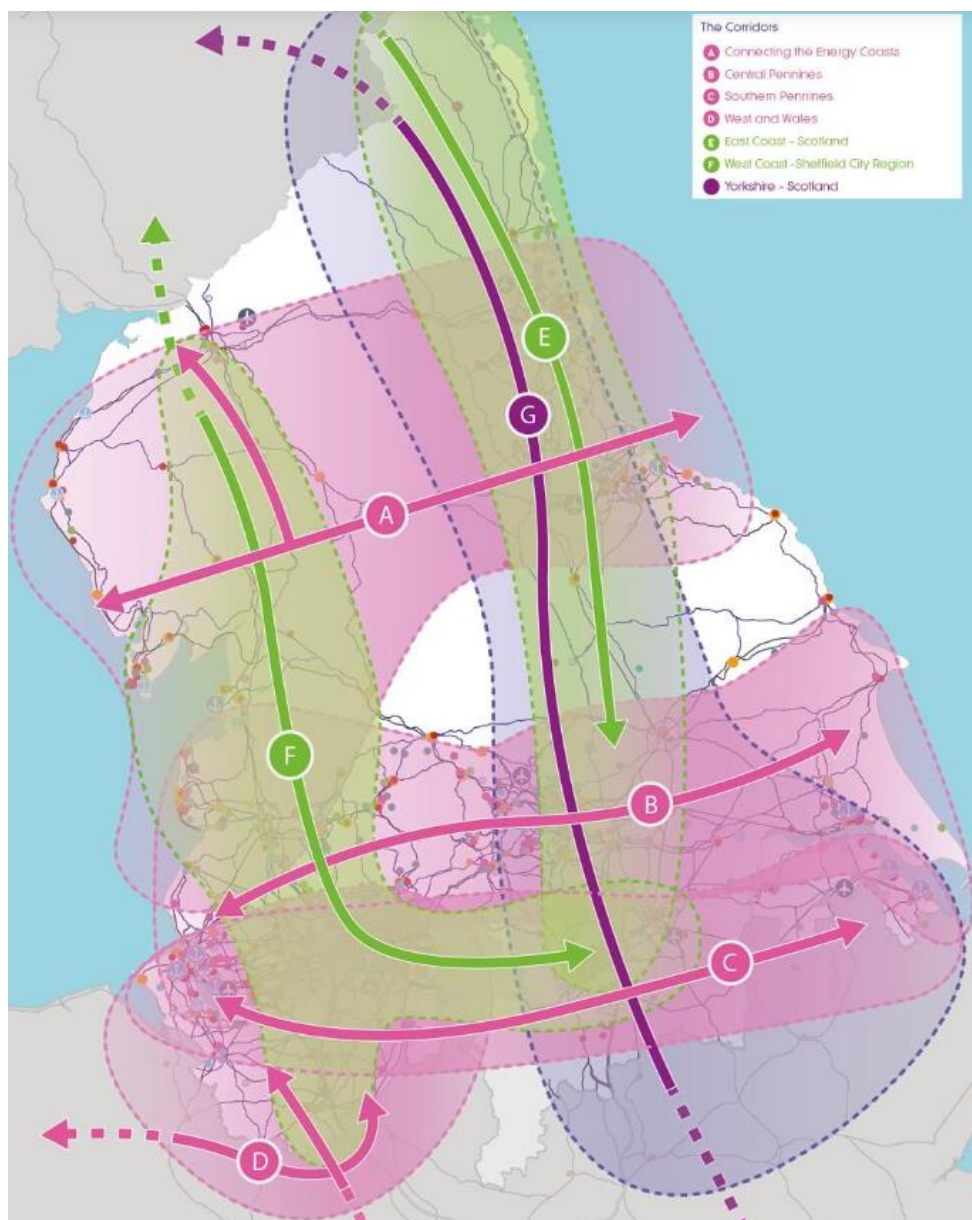 The Corridors
A Connecting the Energy Coasts
B Central Pennines
C Southern Pennines
D West and Wales
E East Coast - Scotland
F West Coast -Sheffield City Region
Yorkshire - Scotland
E
G
A
F
B
C
D